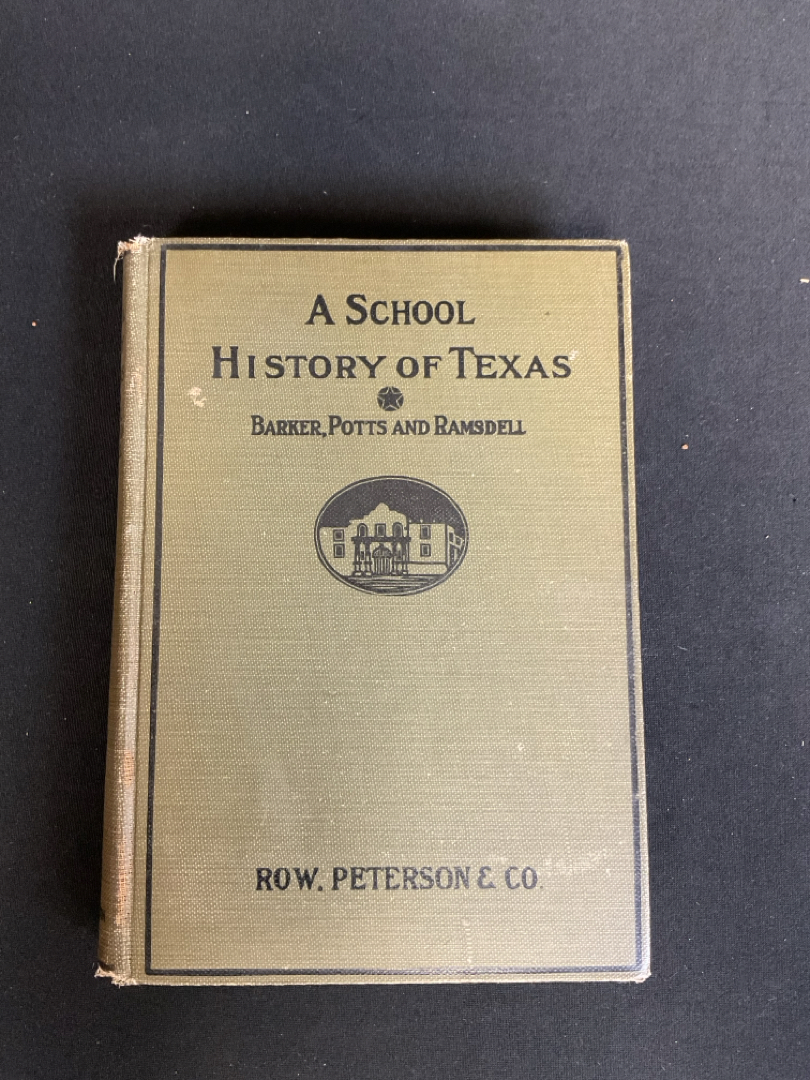 A SCHOOL
HISTORY OF TEXAS
BARKER, POTTS AND RAMSDELL
ROW, PETERSON & CO.